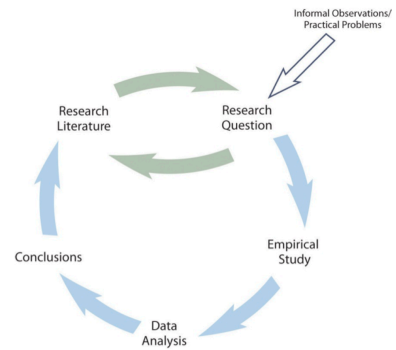 Informal Observations/
Practical Problems
Research
Literature
Research
Question
Empirical
Study
Data
Analysis
Conclusions